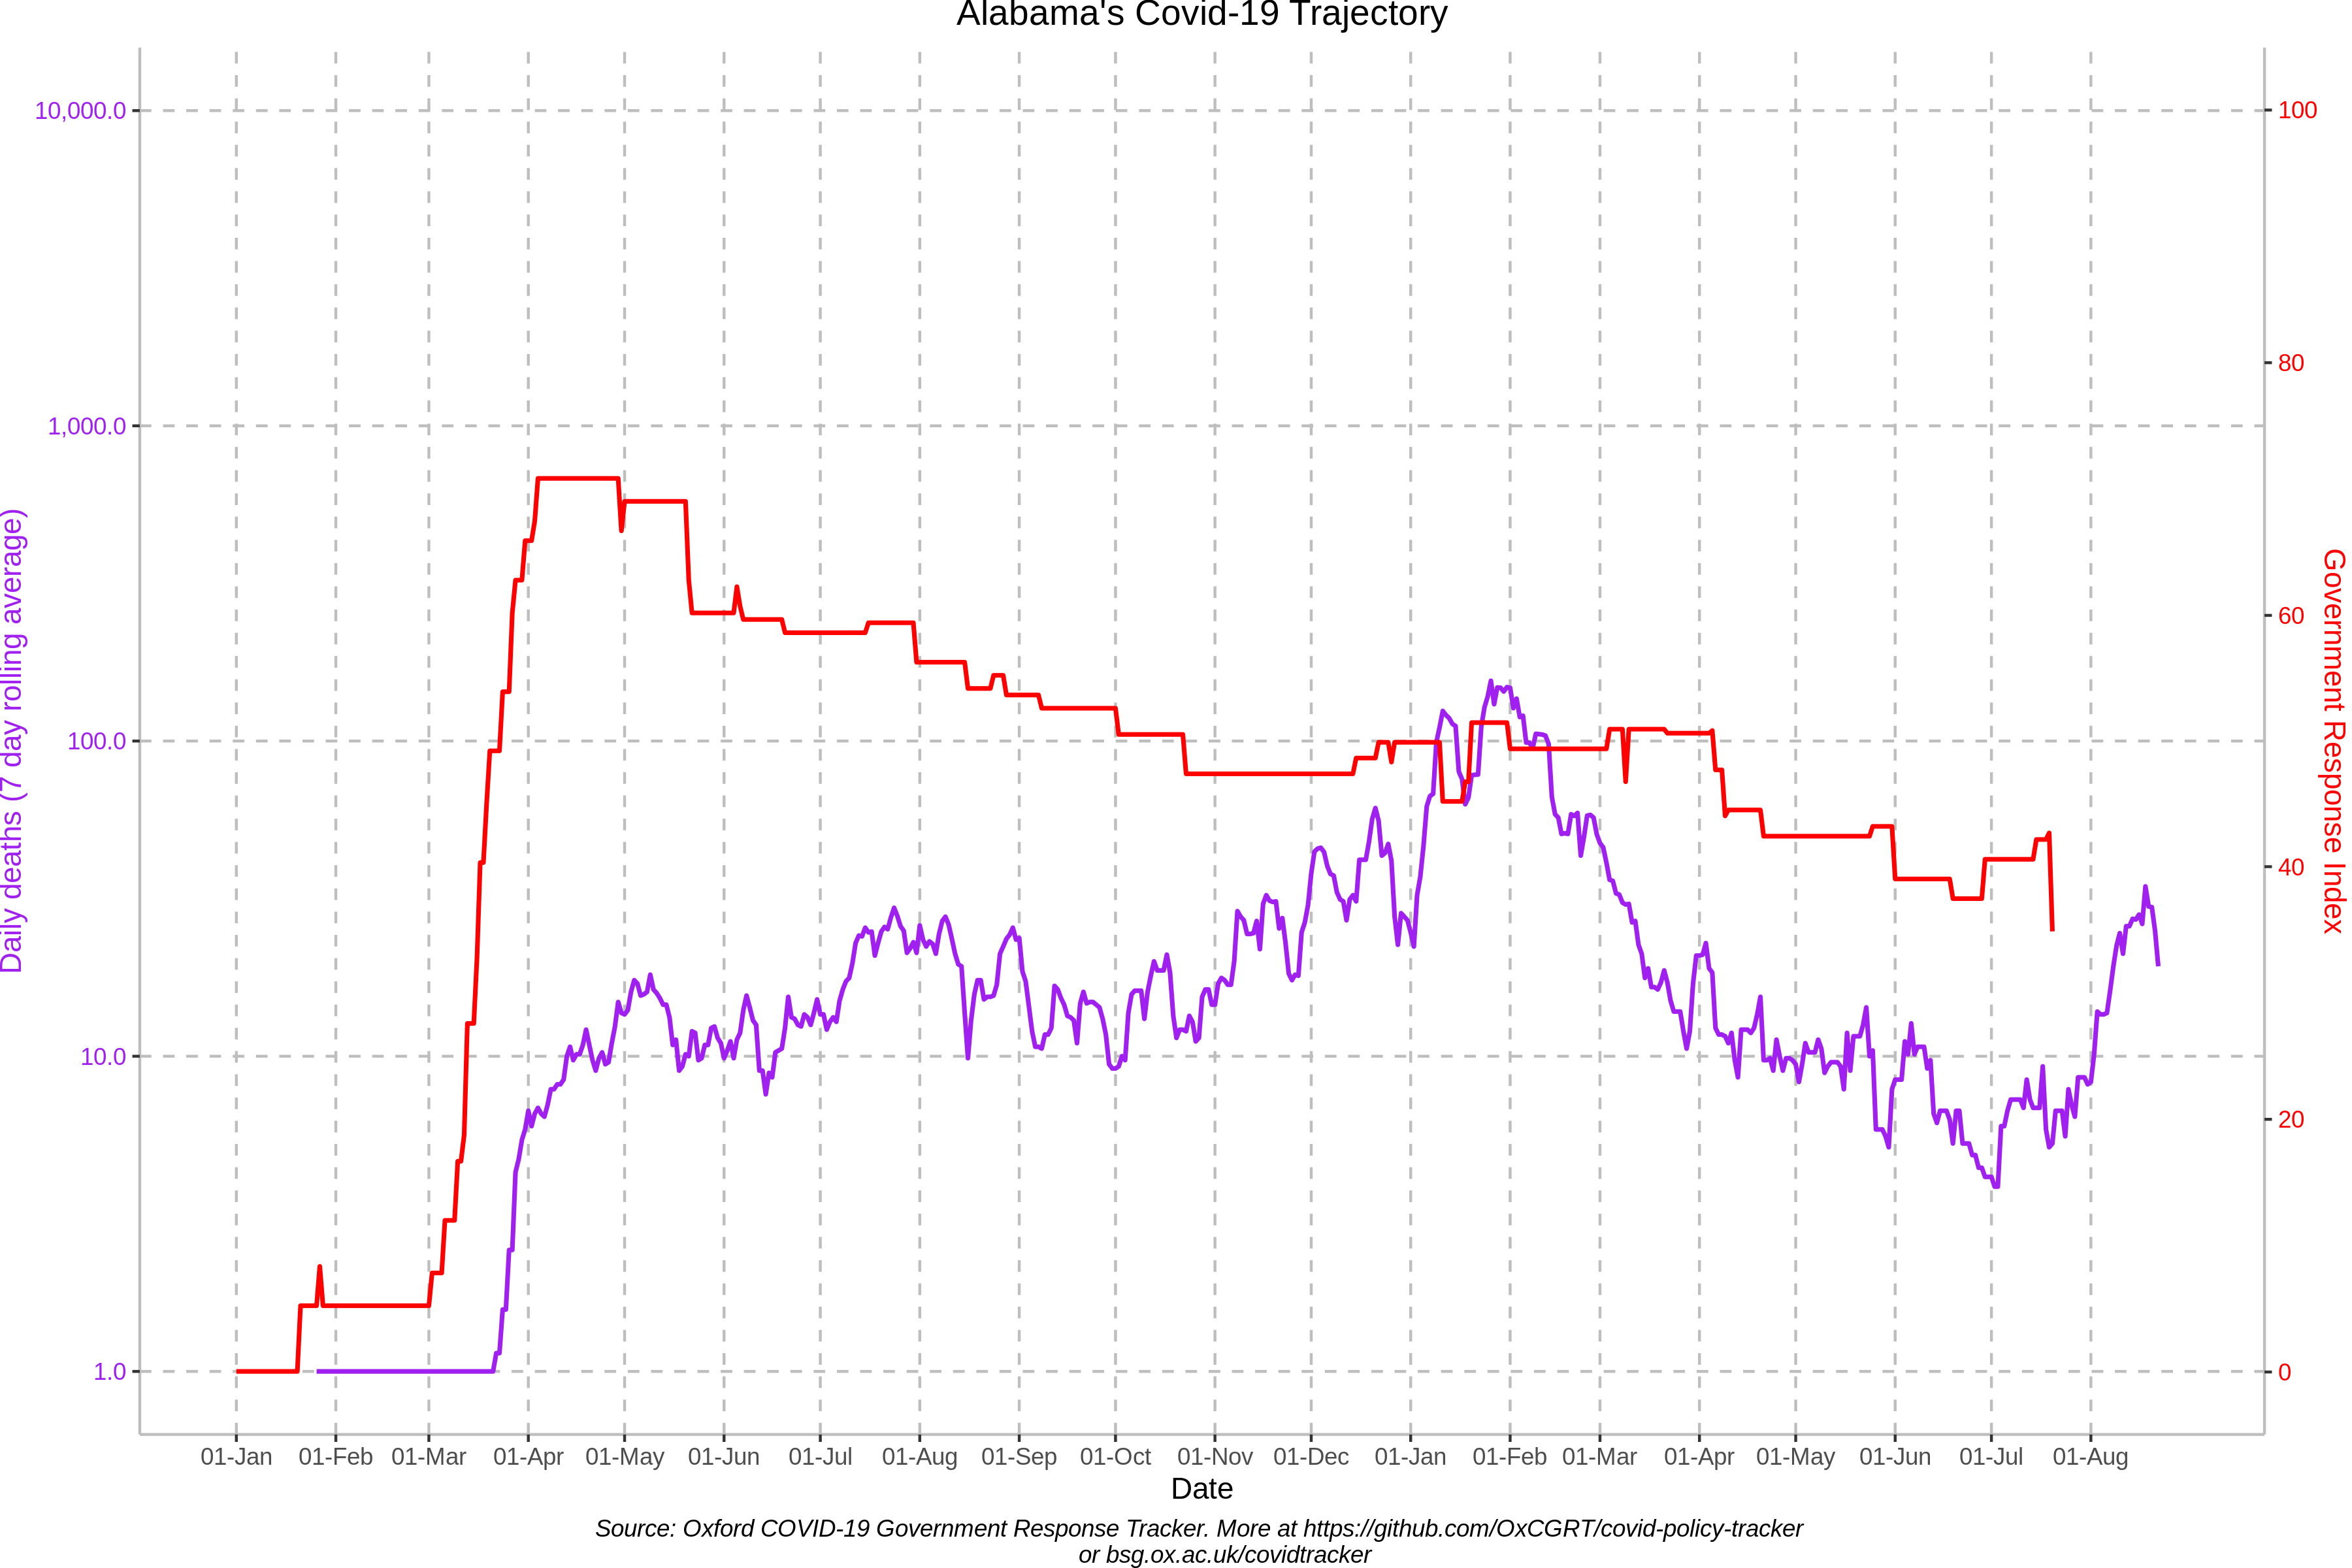 Alabama's Covid-19 Trajectory
10,000.0
1,000.0
100.0
10.0
1.0
Daily deaths (7 day rolling average)
100
80
60
40
20
0
Government Response Index
01-Jan 01-Feb 01-Mar 01-Apr 01-May 01-Jun 01-Jul 01-Aug 01-Sep 01-Oct 01-Nov 01-Dec 01-Jan 01-Feb 01-Mar 01-Apr 01-May 01-Jun 01-Jul 01-Aug
Date
Source: Oxford COVID-19 Government Response Tracker. More at https://github.com/OxCGRT/covid-policy-tracker
or bsg.ox.ac.uk/covidtracker